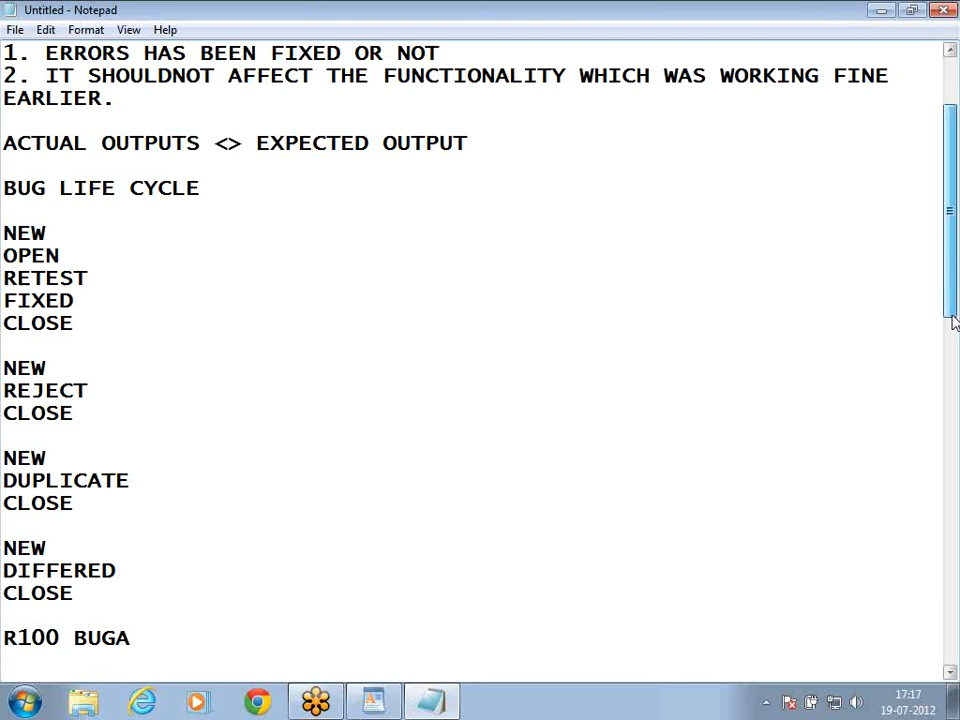 Untitled - Notepad
File Edit Format View Help
1. ERRORS HAS BEEN FIXED OR NOT
2. IT SHOULDNOT AFFECT THE FUNCTIONALITY WHICH WAS WORKING FINE
EARLIER.
ACTUAL OUTPUTS <> EXPECTED OUTPUT
BUG LIFE CYCLE
NEW
OPEN
RETEST
FIXED
CLOSE
NEW
REJECT
CLOSE
NEW
DUPLICATE
CLOSE
NEW
DIFFERED
CLOSE
R100 BUGA
17:17
19-07-2012